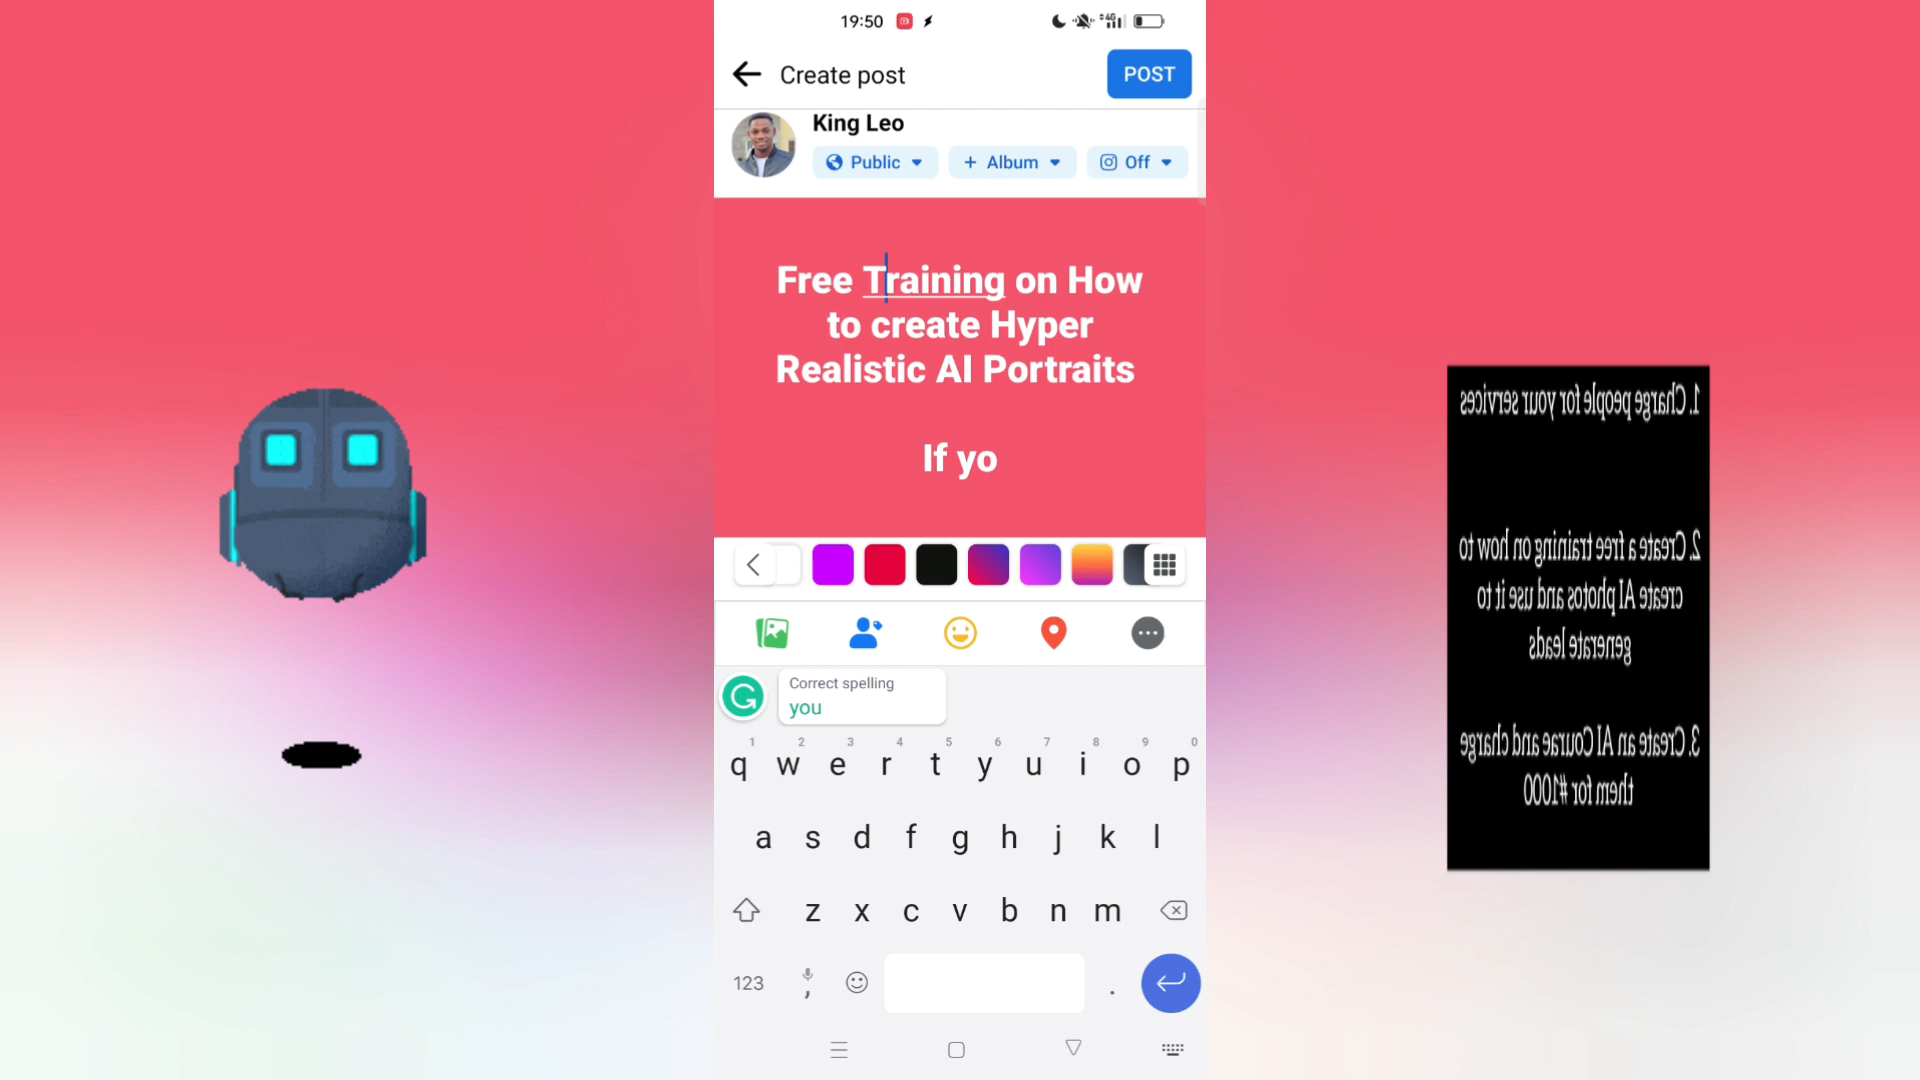 19:50
4G
Create post
POST
King Leo
Public
+ Album
Off
Free Training on How
to create Hyper
Realistic AI Portraits
If yo
Correct spelling
you
1 2 3 4 5 6 7 8 9 0
q w e r t y u i o p
a s d f g h j k l
z x c v b n m
123 , .
1. Charge people for your services
2. Create a free training on how to
create AI photos and use it to
generate leads
3. Create an AI Courae and charge
them for #1000